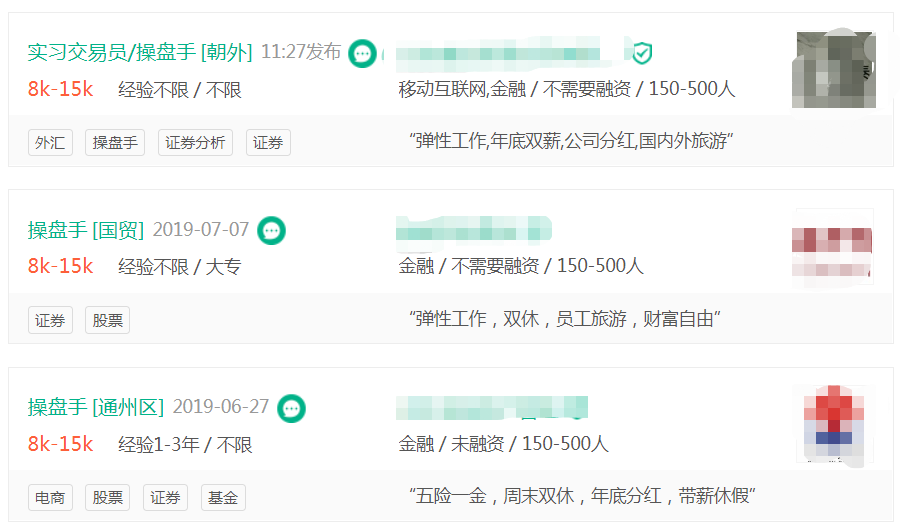 实习交易员/操盘手 [朝外] 11:27发布
8k-15k 经验不限 / 不限
移动互联网,金融 / 不需要融资 / 150-500人
外汇 操盘手 证券分析 证券
“弹性工作,年底双薪,公司分红,国内外旅游”
操盘手 [国贸] 2019-07-07
8k-15k 经验不限 / 大专
金融 / 不需要融资 / 150-500人
证券 股票
“弹性工作，双休，员工旅游，财富自由”
操盘手 [通州区] 2019-06-27
8k-15k 经验1-3年 / 不限
金融 / 未融资 / 150-500人
电商 股票 证券 基金
“五险一金，周末双休，年底分红，带薪休假”